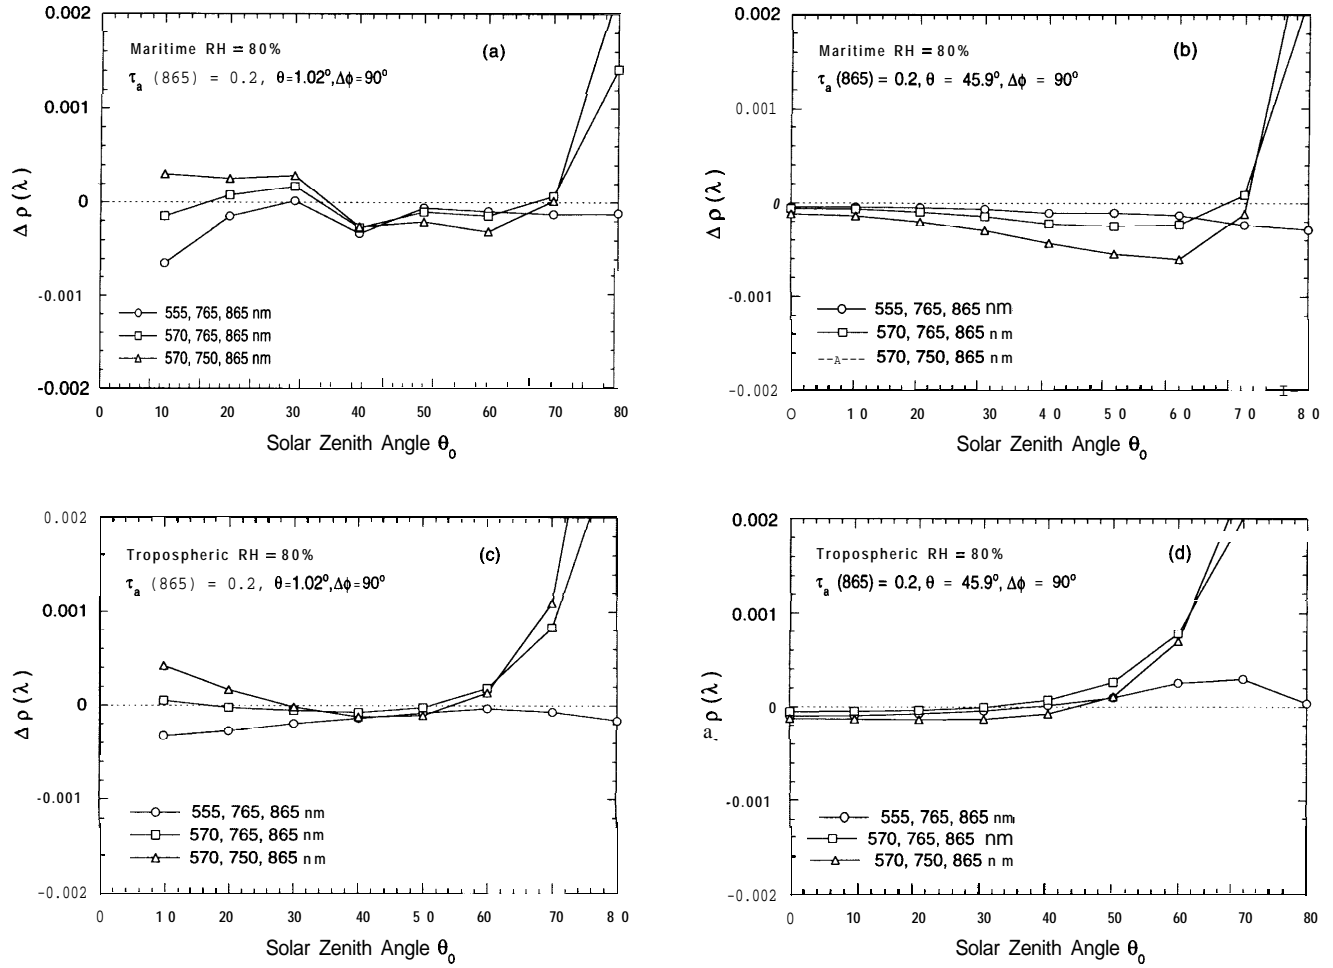 0.002
Maritime RH = 80%
(a)
τa (865) = 0.2, θ=1.02°, Δϕ=90°
0.001
Δ ρ (λ)
0
-0.001
555, 765, 865 nm
570, 765, 865 nm
570, 750, 865 nm
-0.002
0 10 20 30 40 50 60 70 80
Solar Zenith Angle θ0
0.002
Maritime RH = 80%
(b)
τa (865) = 0.2, θ = 45.9°, Δϕ = 90°
0.001
Δ ρ (λ)
0
-0.001
555, 765, 865 nm
570, 765, 865 nm
--A--- 570, 750, 865 nm
-0.002
0 10 20 30 40 50 60 70 80
Solar Zenith Angle θ0
0.002
Tropospheric RH = 80%
(c)
τa (865) = 0.2, θ=1.02°, Δϕ=90°
0.001
Δ ρ (λ)
0
-0.001
555, 765, 865 nm
570, 765, 865 nm
570, 750, 865 nm
-0.002
0 10 20 30 40 50 60 70 80
Solar Zenith Angle θ0
0.002
Tropospheric RH = 80%
(d)
τa (865) = 0.2, θ = 45.9°, Δϕ = 90°
0.001
a ρ (λ)
0
-0.001
555, 765, 865 nm
570, 765, 865 nm
570, 750, 865 nm
-0.002
0 10 20 30 40 50 60 70 80
Solar Zenith Angle θ0